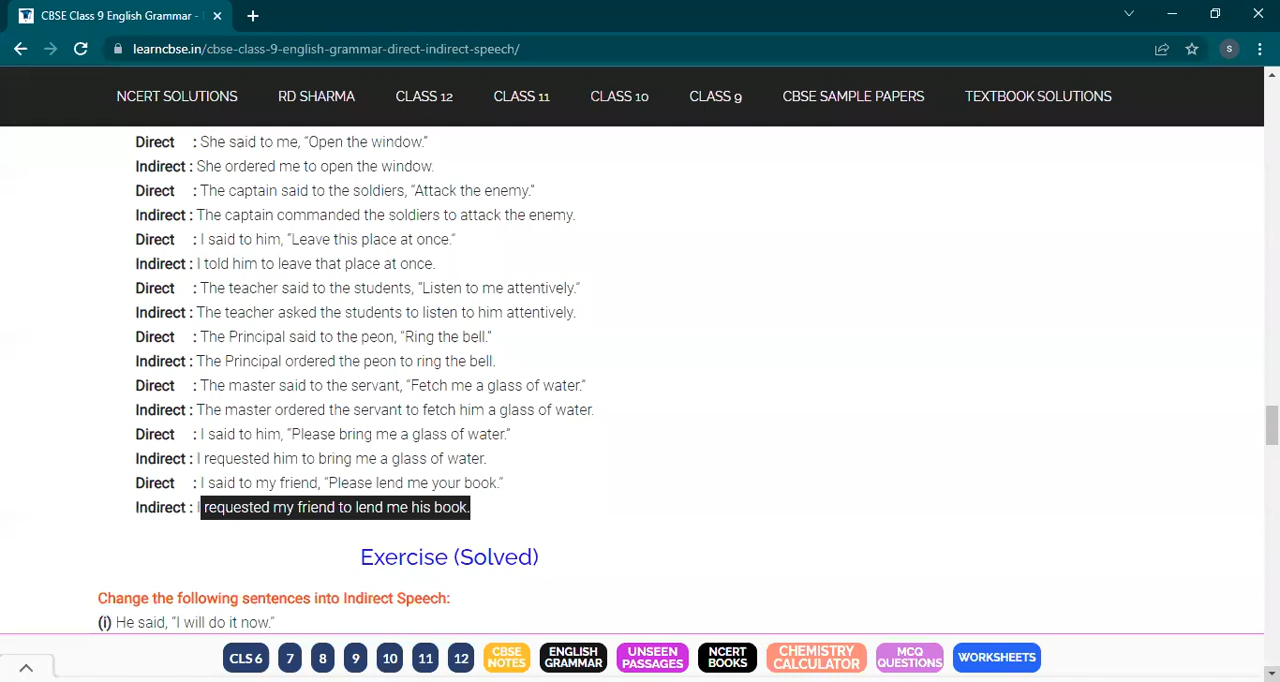 CBSE Class 9 English Grammar -
learncbse.in/cbse-class-9-english-grammar-direct-indirect-speech/
S
NCERT SOLUTIONS RD SHARMA CLASS 12 CLASS 11 CLASS 10 CLASS 9 CBSE SAMPLE PAPERS TEXTBOOK SOLUTIONS
Direct : She said to me, “Open the window.”
Indirect : She ordered me to open the window.
Direct : The captain said to the soldiers, “Attack the enemy.”
Indirect : The captain commanded the soldiers to attack the enemy.
Direct : I said to him, “Leave this place at once.”
Indirect : I told him to leave that place at once.
Direct : The teacher said to the students, “Listen to me attentively.”
Indirect : The teacher asked the students to listen to him attentively.
Direct : The Principal said to the peon, “Ring the bell.”
Indirect : The Principal ordered the peon to ring the bell.
Direct : The master said to the servant, “Fetch me a glass of water.”
Indirect : The master ordered the servant to fetch him a glass of water.
Direct : I said to him, “Please bring me a glass of water.”
Indirect : I requested him to bring me a glass of water.
Direct : I said to my friend, “Please lend me your book.”
Indirect : I requested my friend to lend me his book.
Exercise (Solved)
Change the following sentences into Indirect Speech:
(i) He said, “I will do it now.”
CLS 6 7 8 9 10 11 12 CBSE NOTES ENGLISH GRAMMAR UNSEEN PASSAGES NCERT BOOKS CHEMISTRY CALCULATOR MCQ QUESTIONS WORKSHEETS